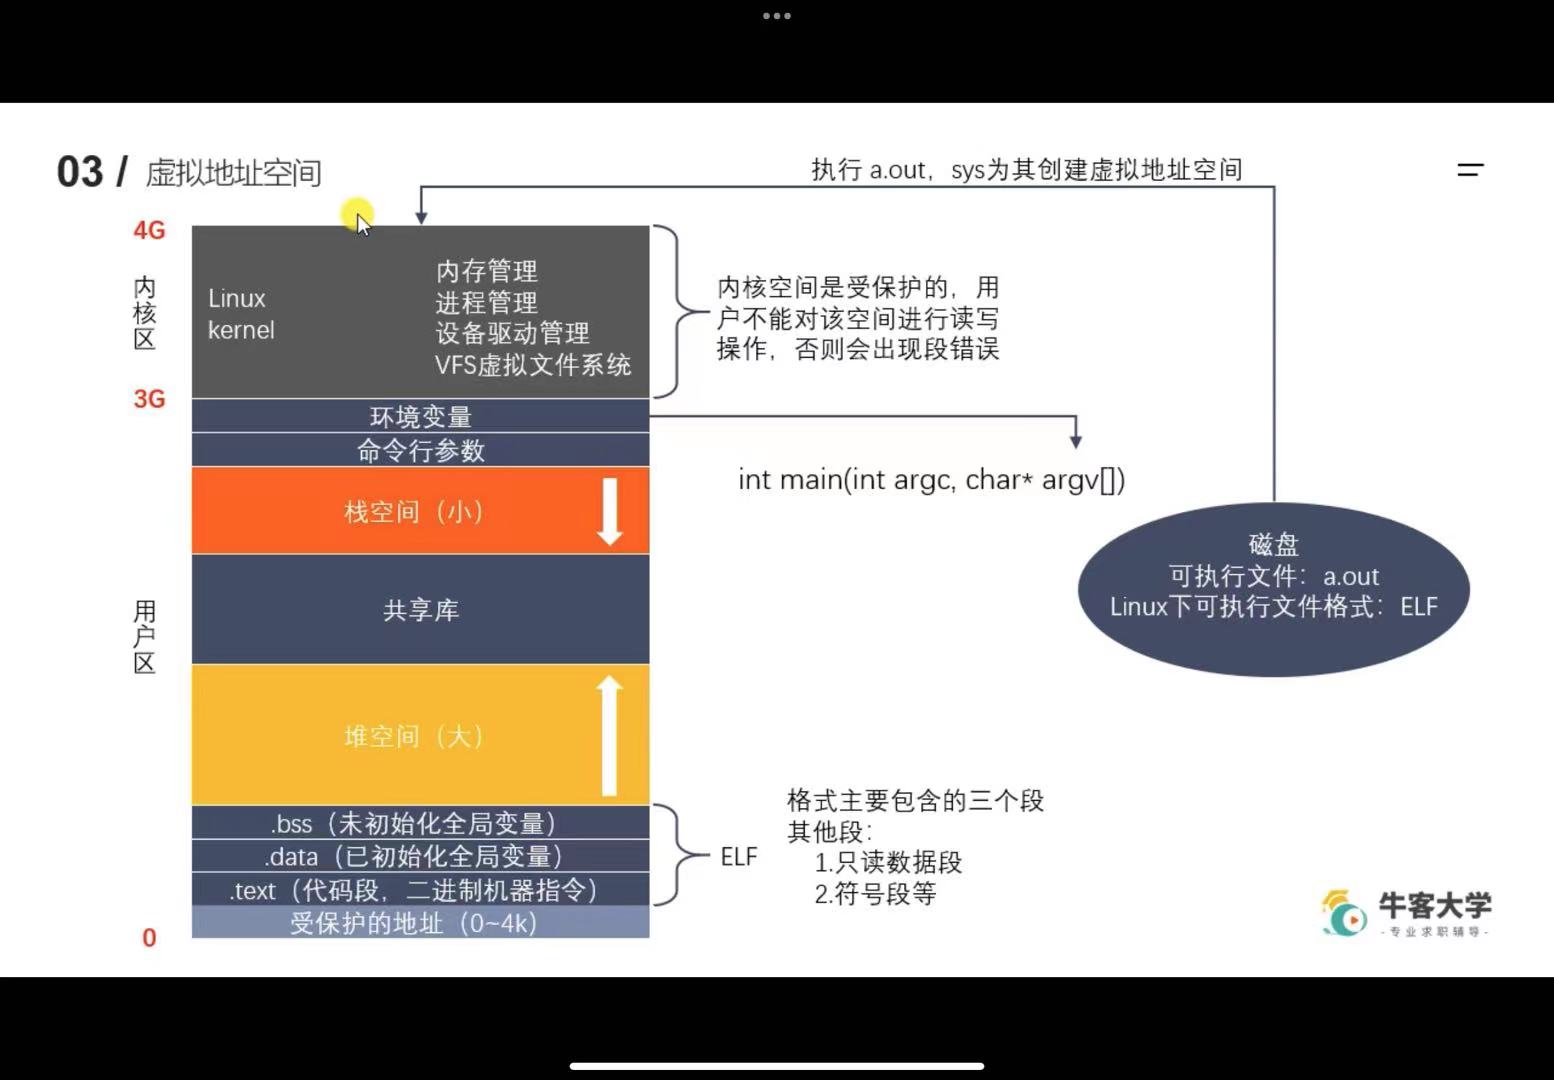 03 / 虚拟地址空间
执行 a.out，sys为其创建虚拟地址空间
4G
内核区
Linux
kernel
内存管理
进程管理
设备驱动管理
VFS虚拟文件系统
内核空间是受保护的，用
户不能对该空间进行读写
操作，否则会出现段错误
3G
环境变量
命令行参数
int main(int argc, char* argv[])
栈空间（小）
磁盘
可执行文件：a.out
Linux下可执行文件格式：ELF
用户区
共享库
堆空间（大）
.bss（未初始化全局变量）
.data（已初始化全局变量）
.text（代码段，二进制机器指令）
受保护的地址（0~4k）
0
ELF
格式主要包含的三个段
其他段：
1.只读数据段
2.符号段等
牛客大学
-专业求职辅导-